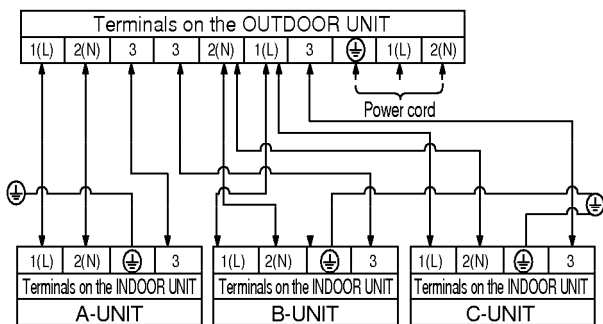 Terminals on the OUTDOOR UNIT
1(L) 2(N) 3 3 2(N) 1(L) 3 1(L) 2(N)
Power cord
1(L) 2(N) 3 1(L) 2(N) 3 1(L) 2(N) 3
Terminals on the INDOOR UNIT Terminals on the INDOOR UNIT Terminals on the INDOOR UNIT
A-UNIT B-UNIT C-UNIT